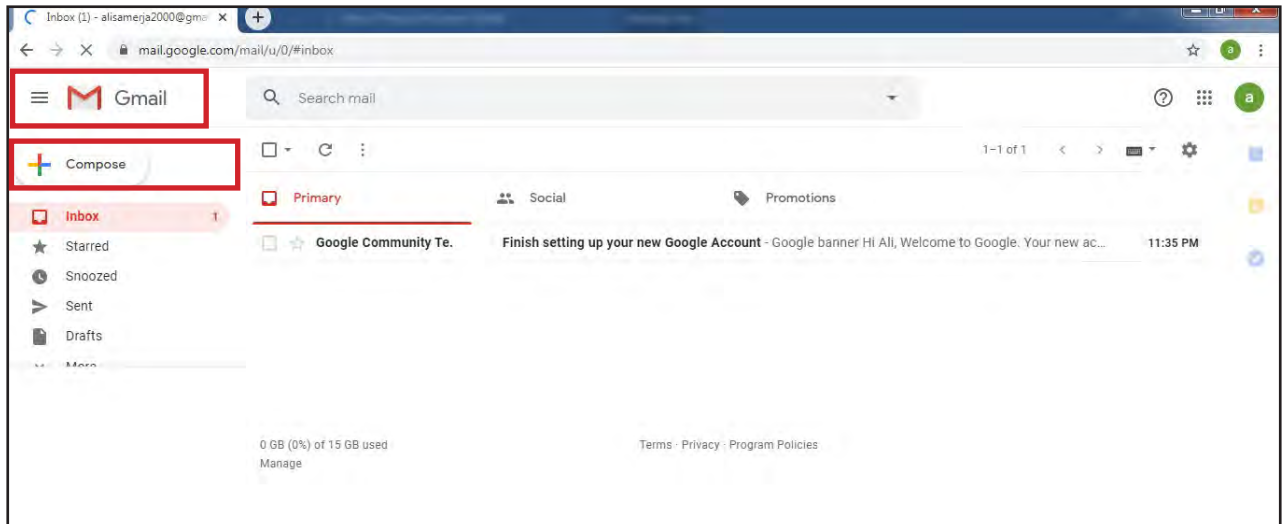 Inbox (1) - alisamerja2000@gma
mail.google.com/mail/u/0/#inbox
a
Gmail
Search mail
a
Compose
1–1 of 1
Primary
Social
Promotions
Inbox 1
Google Community Te. Finish setting up your new Google Account - Google banner Hi Ali, Welcome to Google. Your new ac... 11:35 PM
Starred
Snoozed
Sent
Drafts
More
0 GB (0%) of 15 GB used
Manage
Terms · Privacy · Program Policies